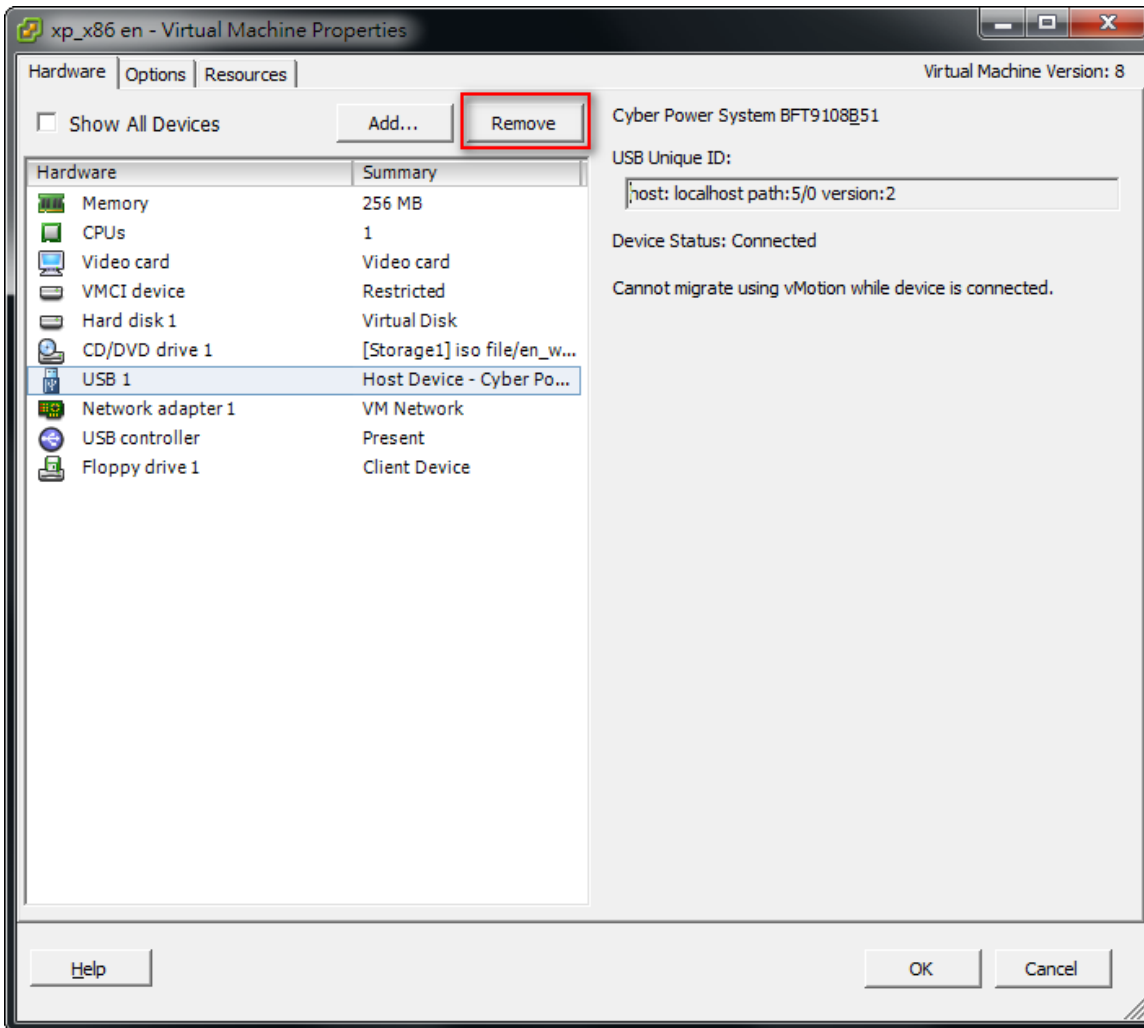 xp_x86 en - Virtual Machine Properties
Hardware Options Resources Virtual Machine Version: 8
Show All Devices Add... Remove
Hardware Summary
Memory 256 MB
CPUs 1
Video card Video card
VMCI device Restricted
Hard disk 1 Virtual Disk
CD/DVD drive 1 [Storage1] iso file/en_w...
USB 1 Host Device - Cyber Po...
Network adapter 1 VM Network
USB controller Present
Floppy drive 1 Client Device
Cyber Power System BFT9108B51
USB Unique ID:
host: localhost path:5/0 version:2
Device Status: Connected
Cannot migrate using vMotion while device is connected.
Help OK Cancel